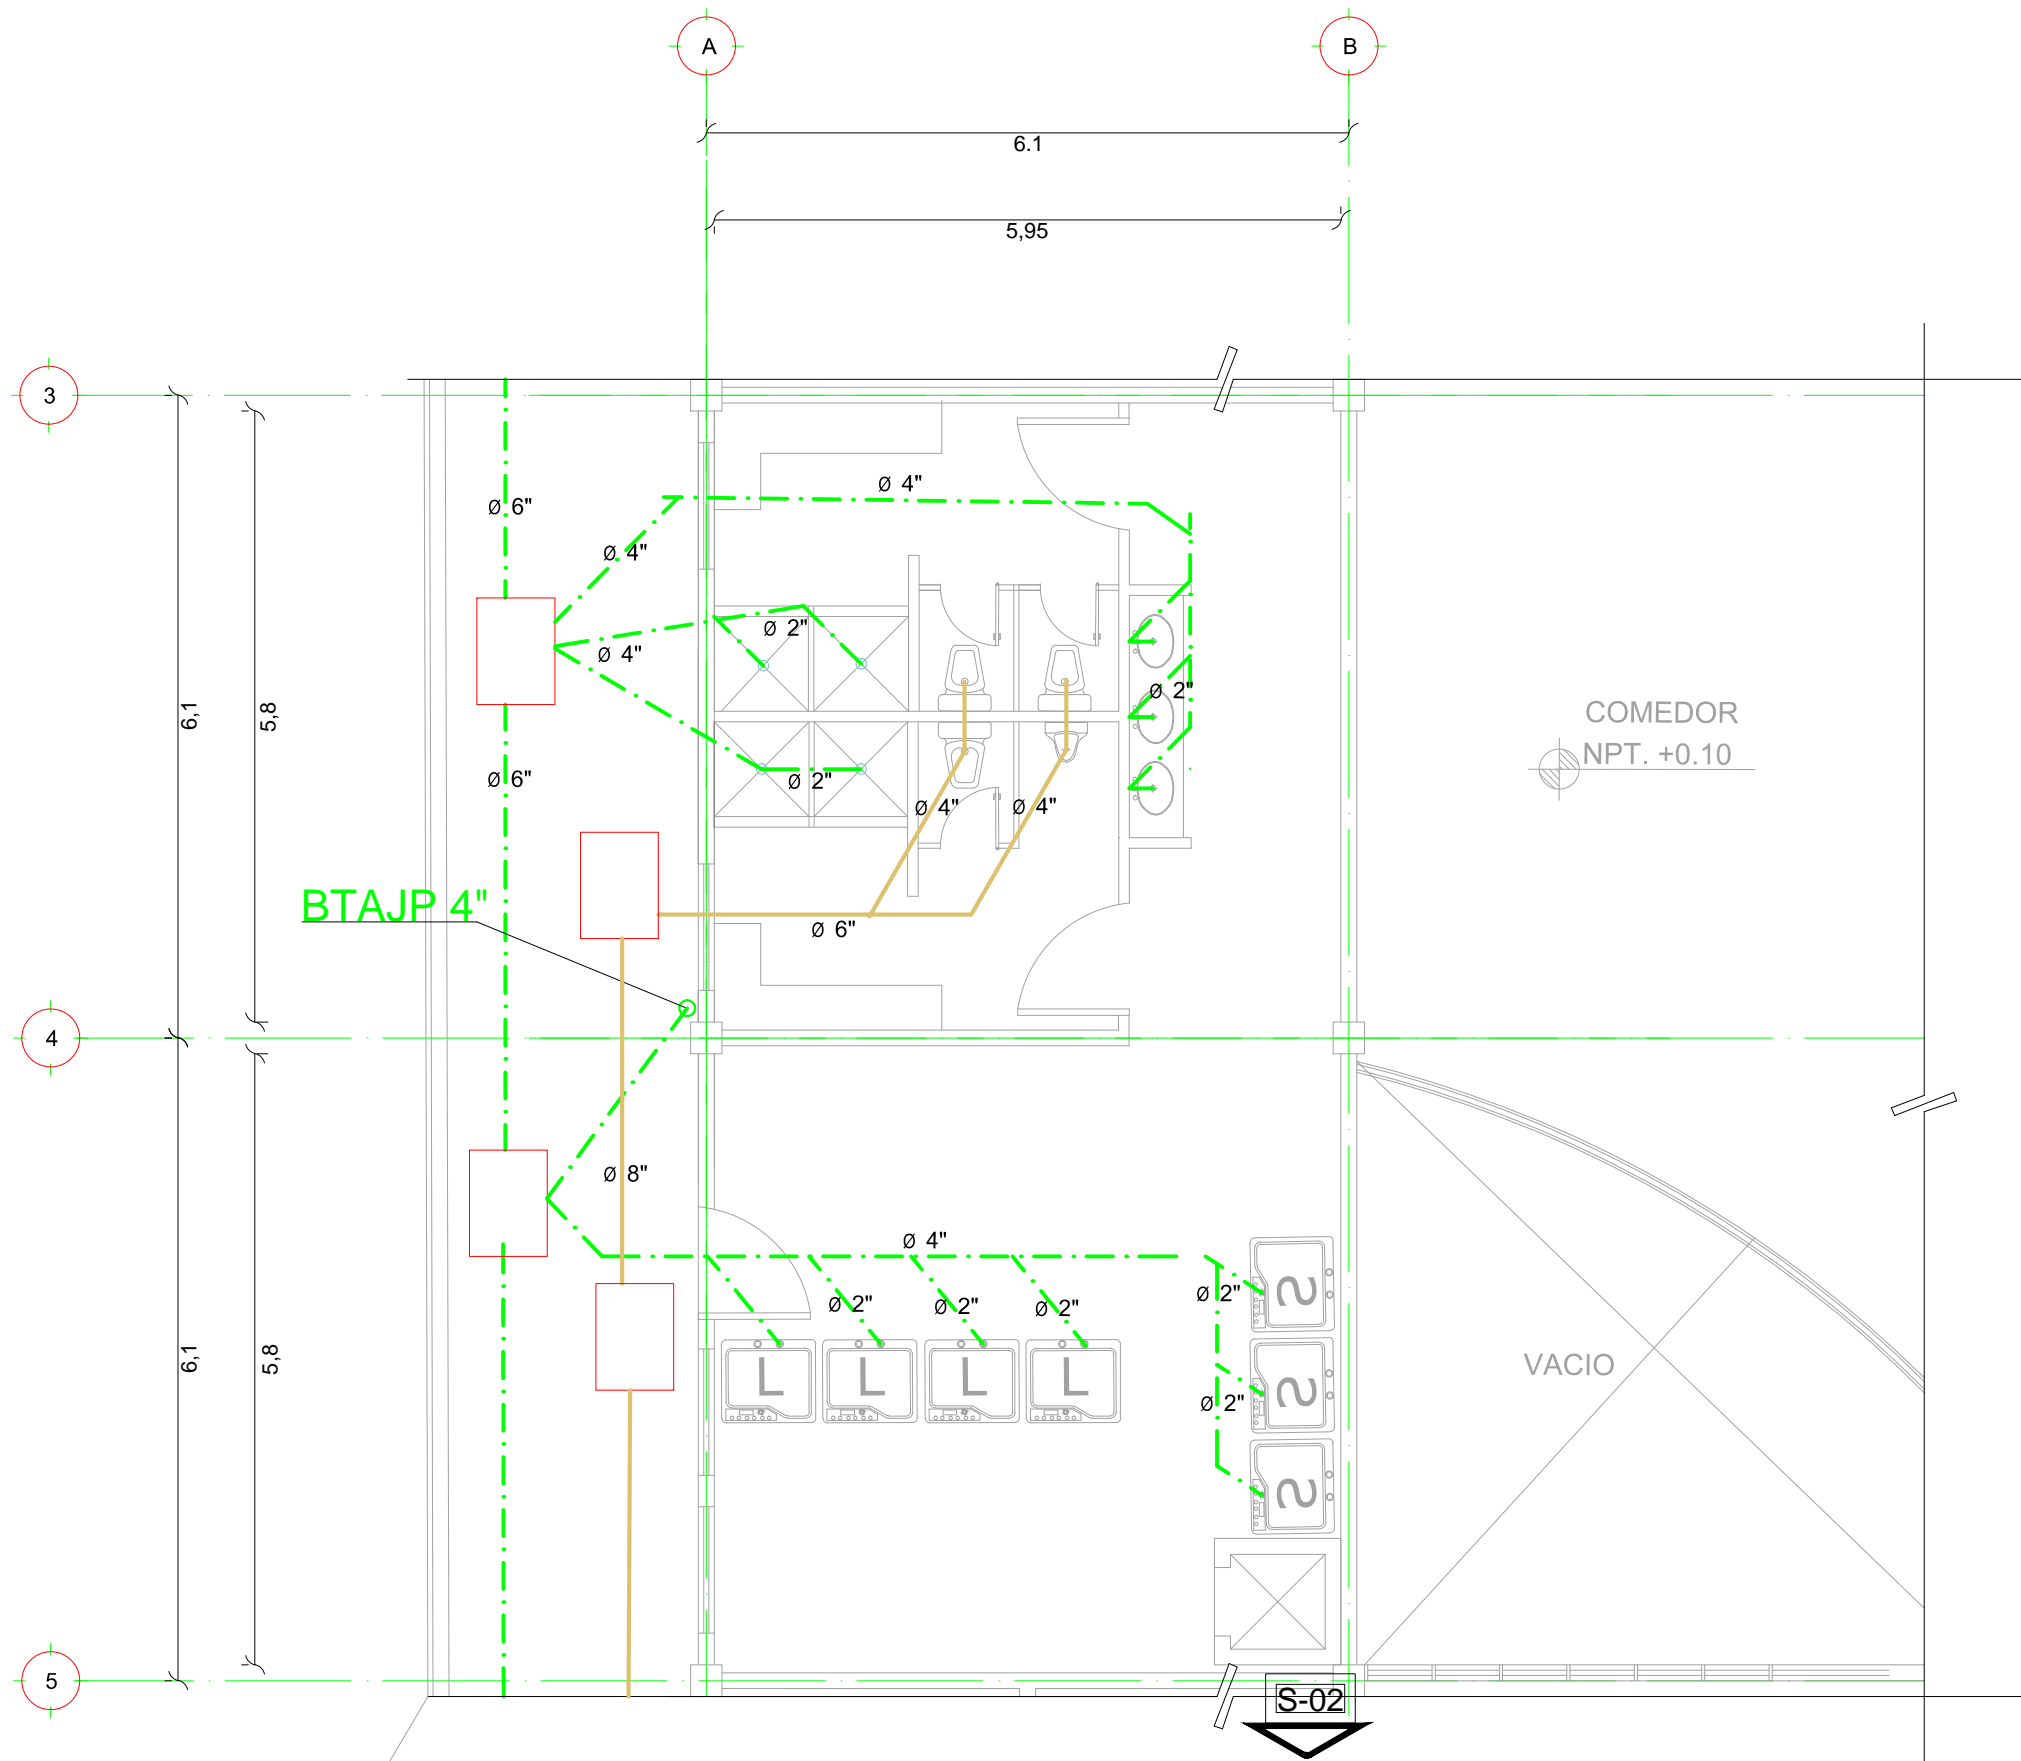 A
B
6.1
5,95
3
Ø 4"
Ø 6"
Ø 4"
Ø 2"
Ø 4"
Ø 2"
6,1
5,8
COMEDOR
NPT. +0.10
Ø 6"
Ø 2"
Ø 4"
Ø 4"
BTAJP 4"
Ø 6"
4
Ø 8"
Ø 4"
Ø 2"
Ø 2"
Ø 2"
Ø 2"
S
6,1
5,8
VACIO
L
L
L
L
S
Ø 2"
S
5
S-02